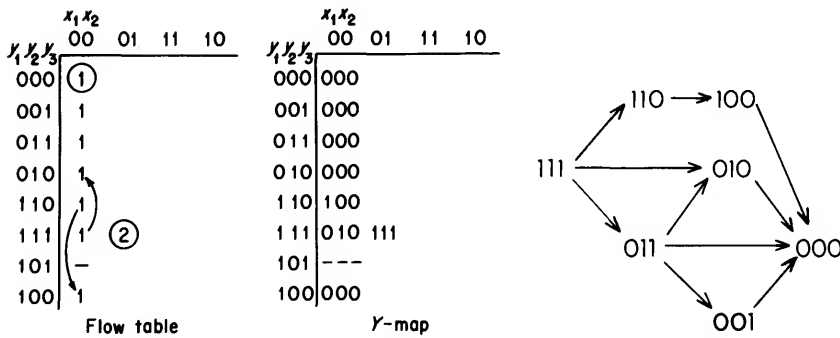 x₁x₂
y₁y₂y₃ 00 01 11 10
000 1
001 1
011 1
010 1
110 1
111 1 2
101 –
100 1
Flow table
x₁x₂
y₁y₂y₃ 00 01 11 10
000 000
001 000
011 000
010 000
110 100
111 010 111
101 ---
100 000
Y-map
110 100
111 010
011 000
001